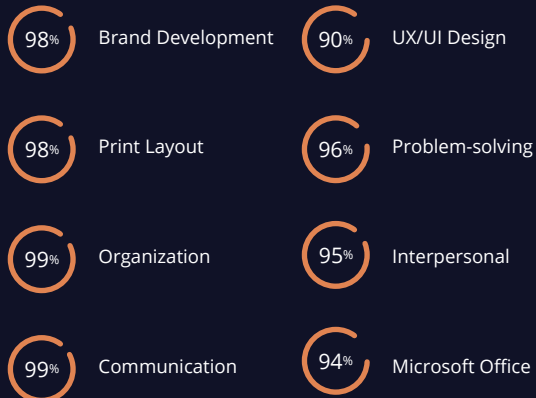 98% Brand Development
90% UX/UI Design
98% Print Layout
96% Problem-solving
99% Organization
95% Interpersonal
99% Communication
94% Microsoft Office